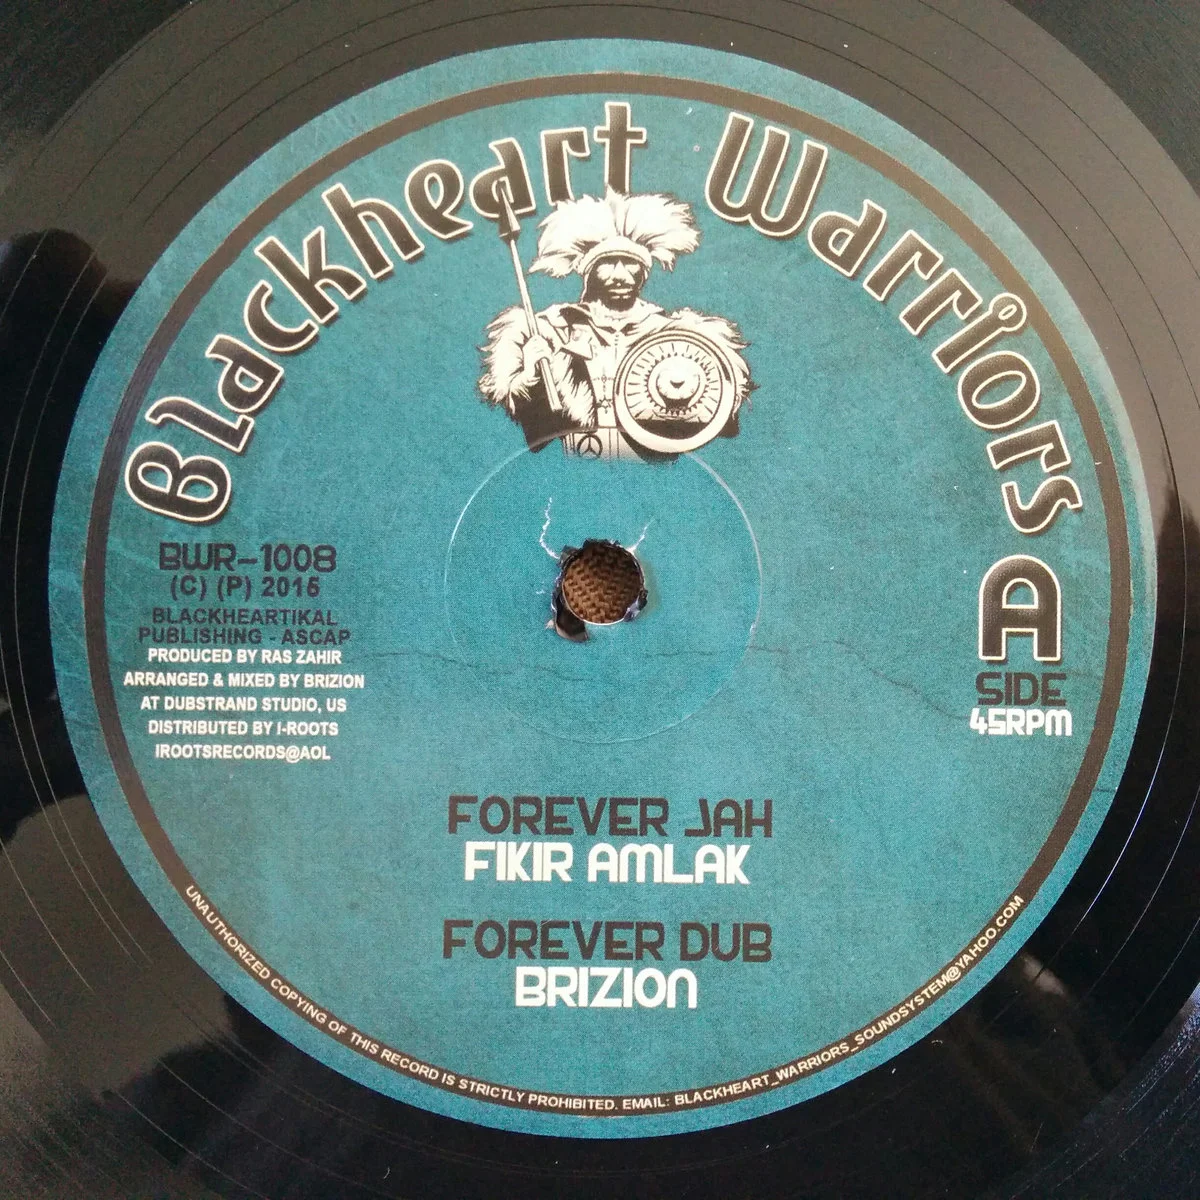 Blackheart Warriors
BWR-1008
(C) (P) 2015
BLACKHEARTIKAL
PUBLISHING - ASCAP
PRODUCED BY RAS ZAHIR
ARRANGED & MIXED BY BRIZION
AT DUBSTRAND STUDIO, US
DISTRIBUTED BY I-ROOTS
IROOTSRECORDS@AOL
A
SIDE
45RPM
FOREVER JAH
FIKIR AMLAK
FOREVER DUB
BRIZION
UNAUTHORIZED COPYING OF THIS RECORD IS STRICTLY PROHIBITED. EMAIL: BLACKHEART_WARRIORS_SOUNDSYSTEM@YAHOO.COM